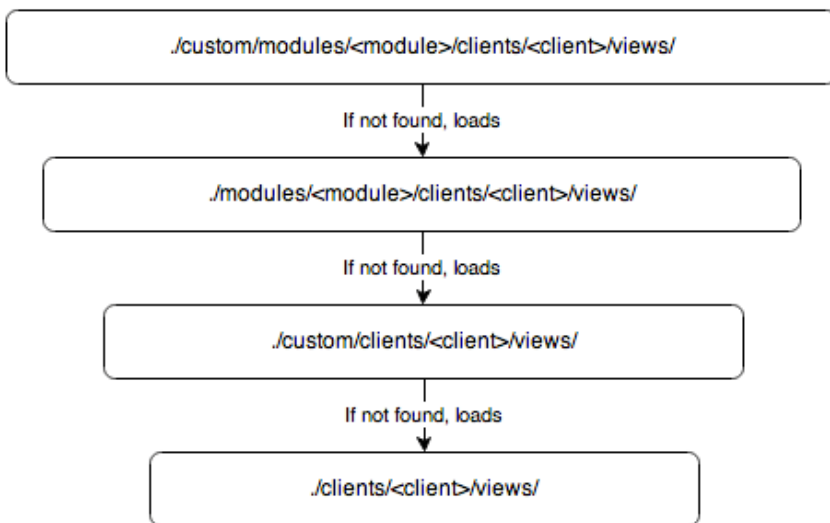 ./custom/modules/<module>/clients/<client>/views/
If not found, loads
./modules/<module>/clients/<client>/views/
If not found, loads
./custom/clients/<client>/views/
If not found, loads
./clients/<client>/views/